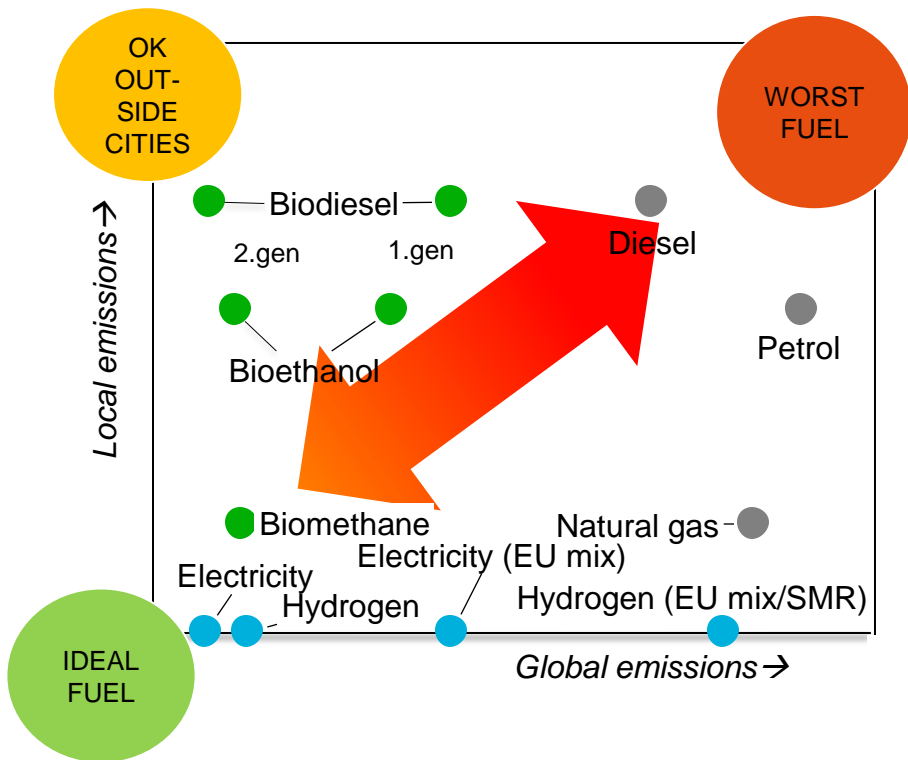 OK
OUT-
SIDE
CITIES
WORST
FUEL
Local emissions→
Biodiesel
2.gen
1.gen
Diesel
Bioethanol
Petrol
Biomethane
Natural gas
Electricity (EU mix)
Electricity
Hydrogen
Hydrogen (EU mix/SMR)
IDEAL
FUEL
Global emissions→